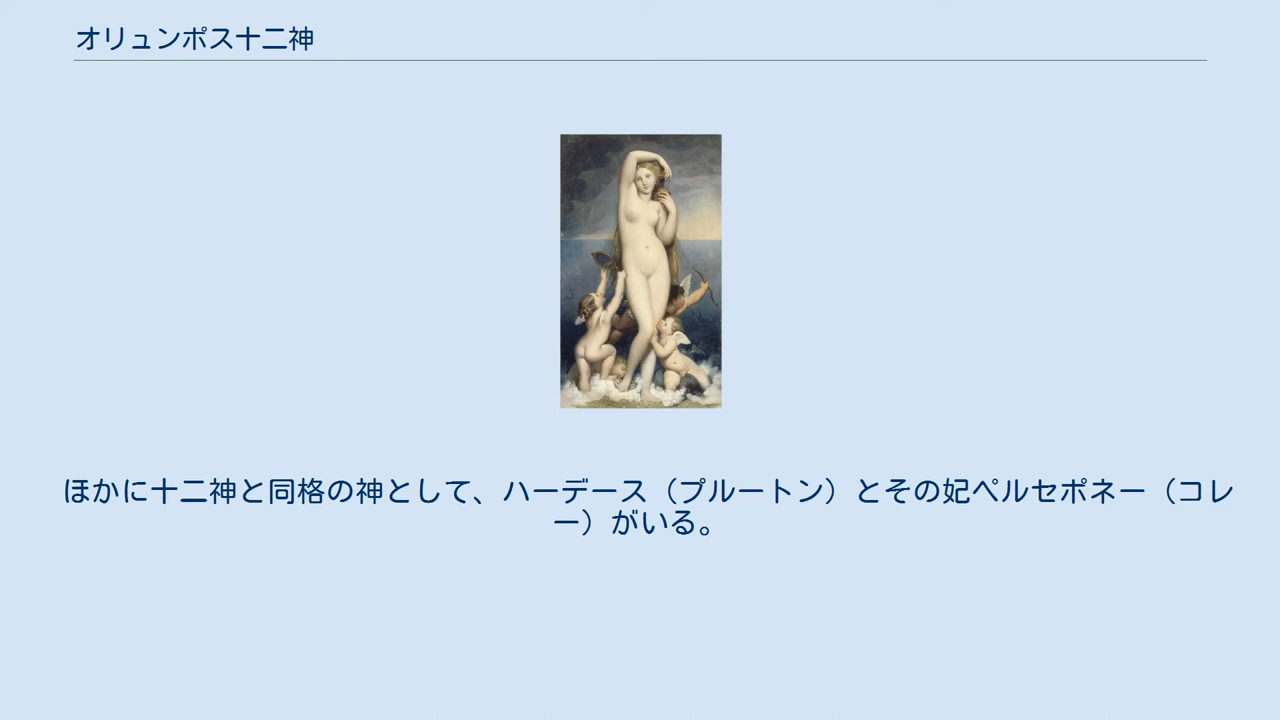 オリュンポス十二神
ほかに十二神と同格の神として、ハーデース（プルートン）とその妃ペルセポネー（コレ
ー）がいる。